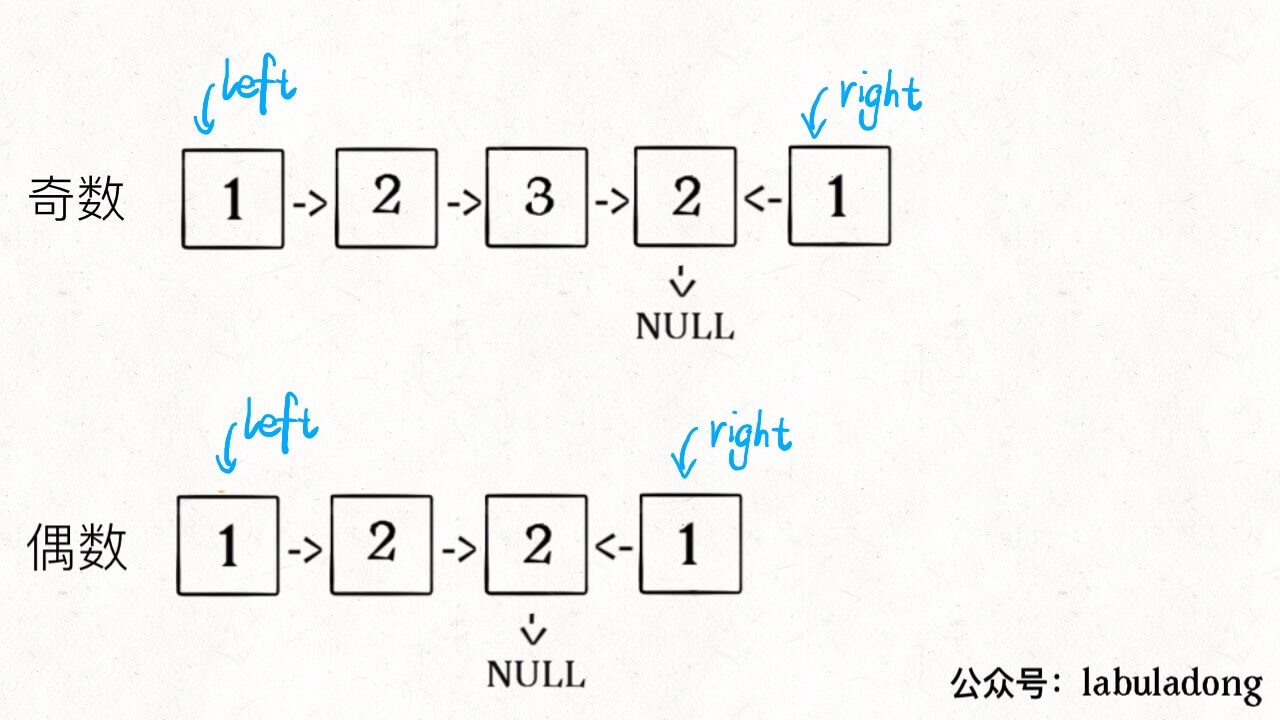 left
right
奇数 1 -> 2 -> 3 -> 2 <- 1
NULL
left
right
偶数 1 -> 2 -> 2 <- 1
NULL
公众号：labuladong